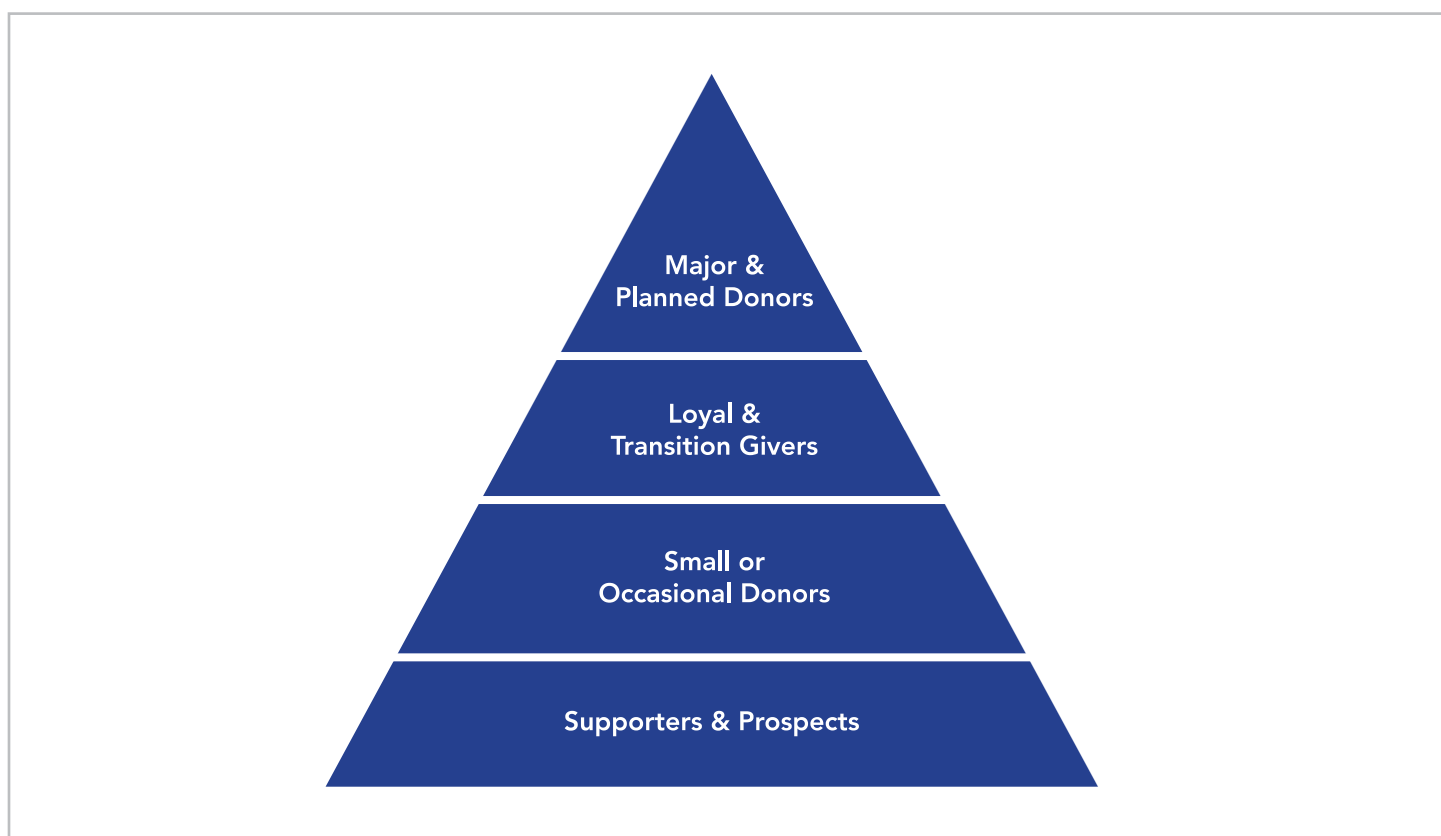 Major &
Planned Donors
Loyal &
Transition Givers
Small or
Occasional Donors
Supporters & Prospects